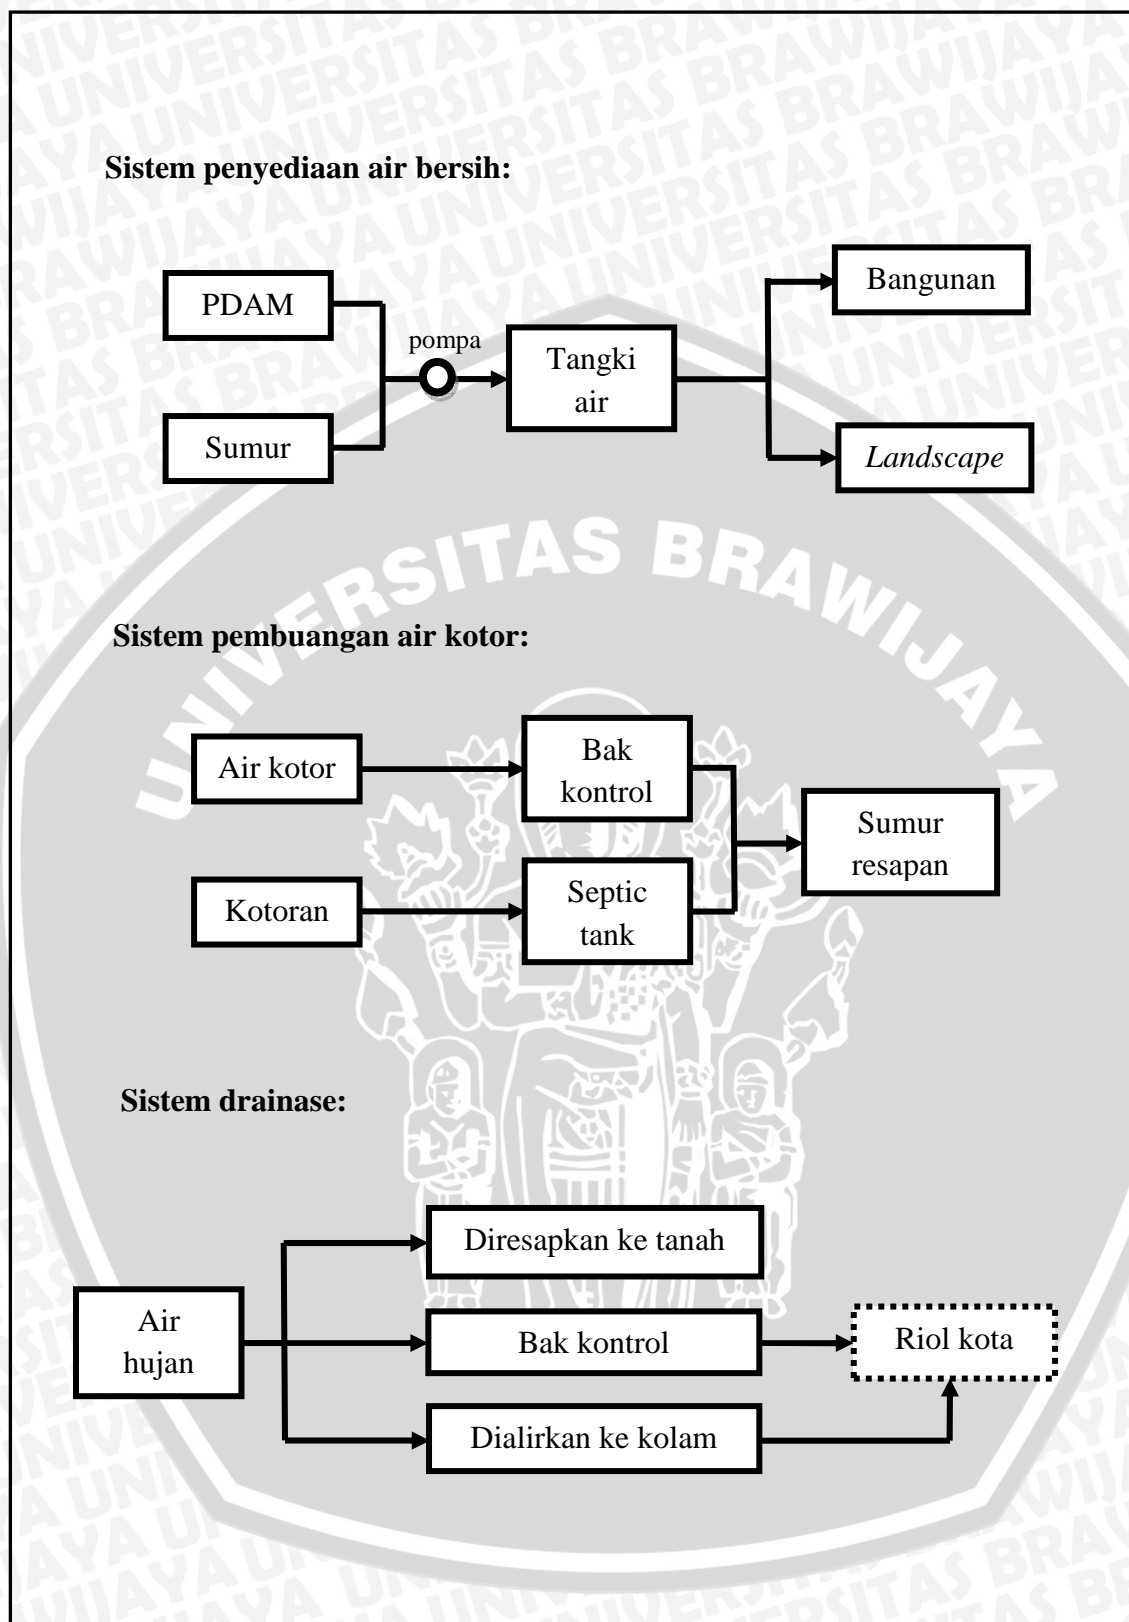 Sistem penyediaan air bersih:
PDAM
Sumur
pompa
Tangki
air
Bangunan
Landscape
UNIVERSITAS BRAWIJAYA
Sistem pembuangan air kotor:
Air kotor
Bak
kontrol
Kotoran
Septic
tank
Sumur
resapan
Sistem drainase:
Air
hujan
Diresapkan ke tanah
Bak kontrol
Dialirkan ke kolam
Riol kota